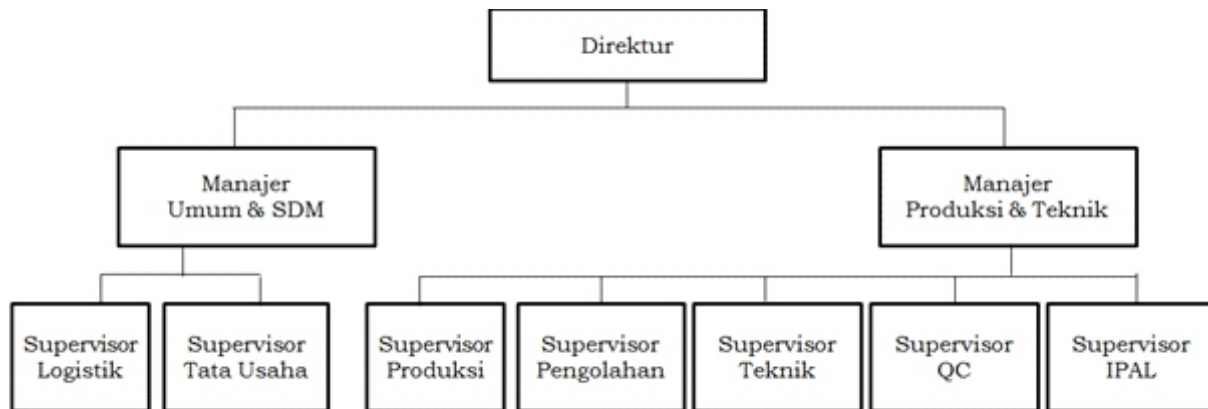 Direktur
Manajer
Umum & SDM
Manajer
Produksi & Teknik
Supervisor
Logistik
Supervisor
Tata Usaha
Supervisor
Produksi
Supervisor
Pengolahan
Supervisor
Teknik
Supervisor
QC
Supervisor
IPAL